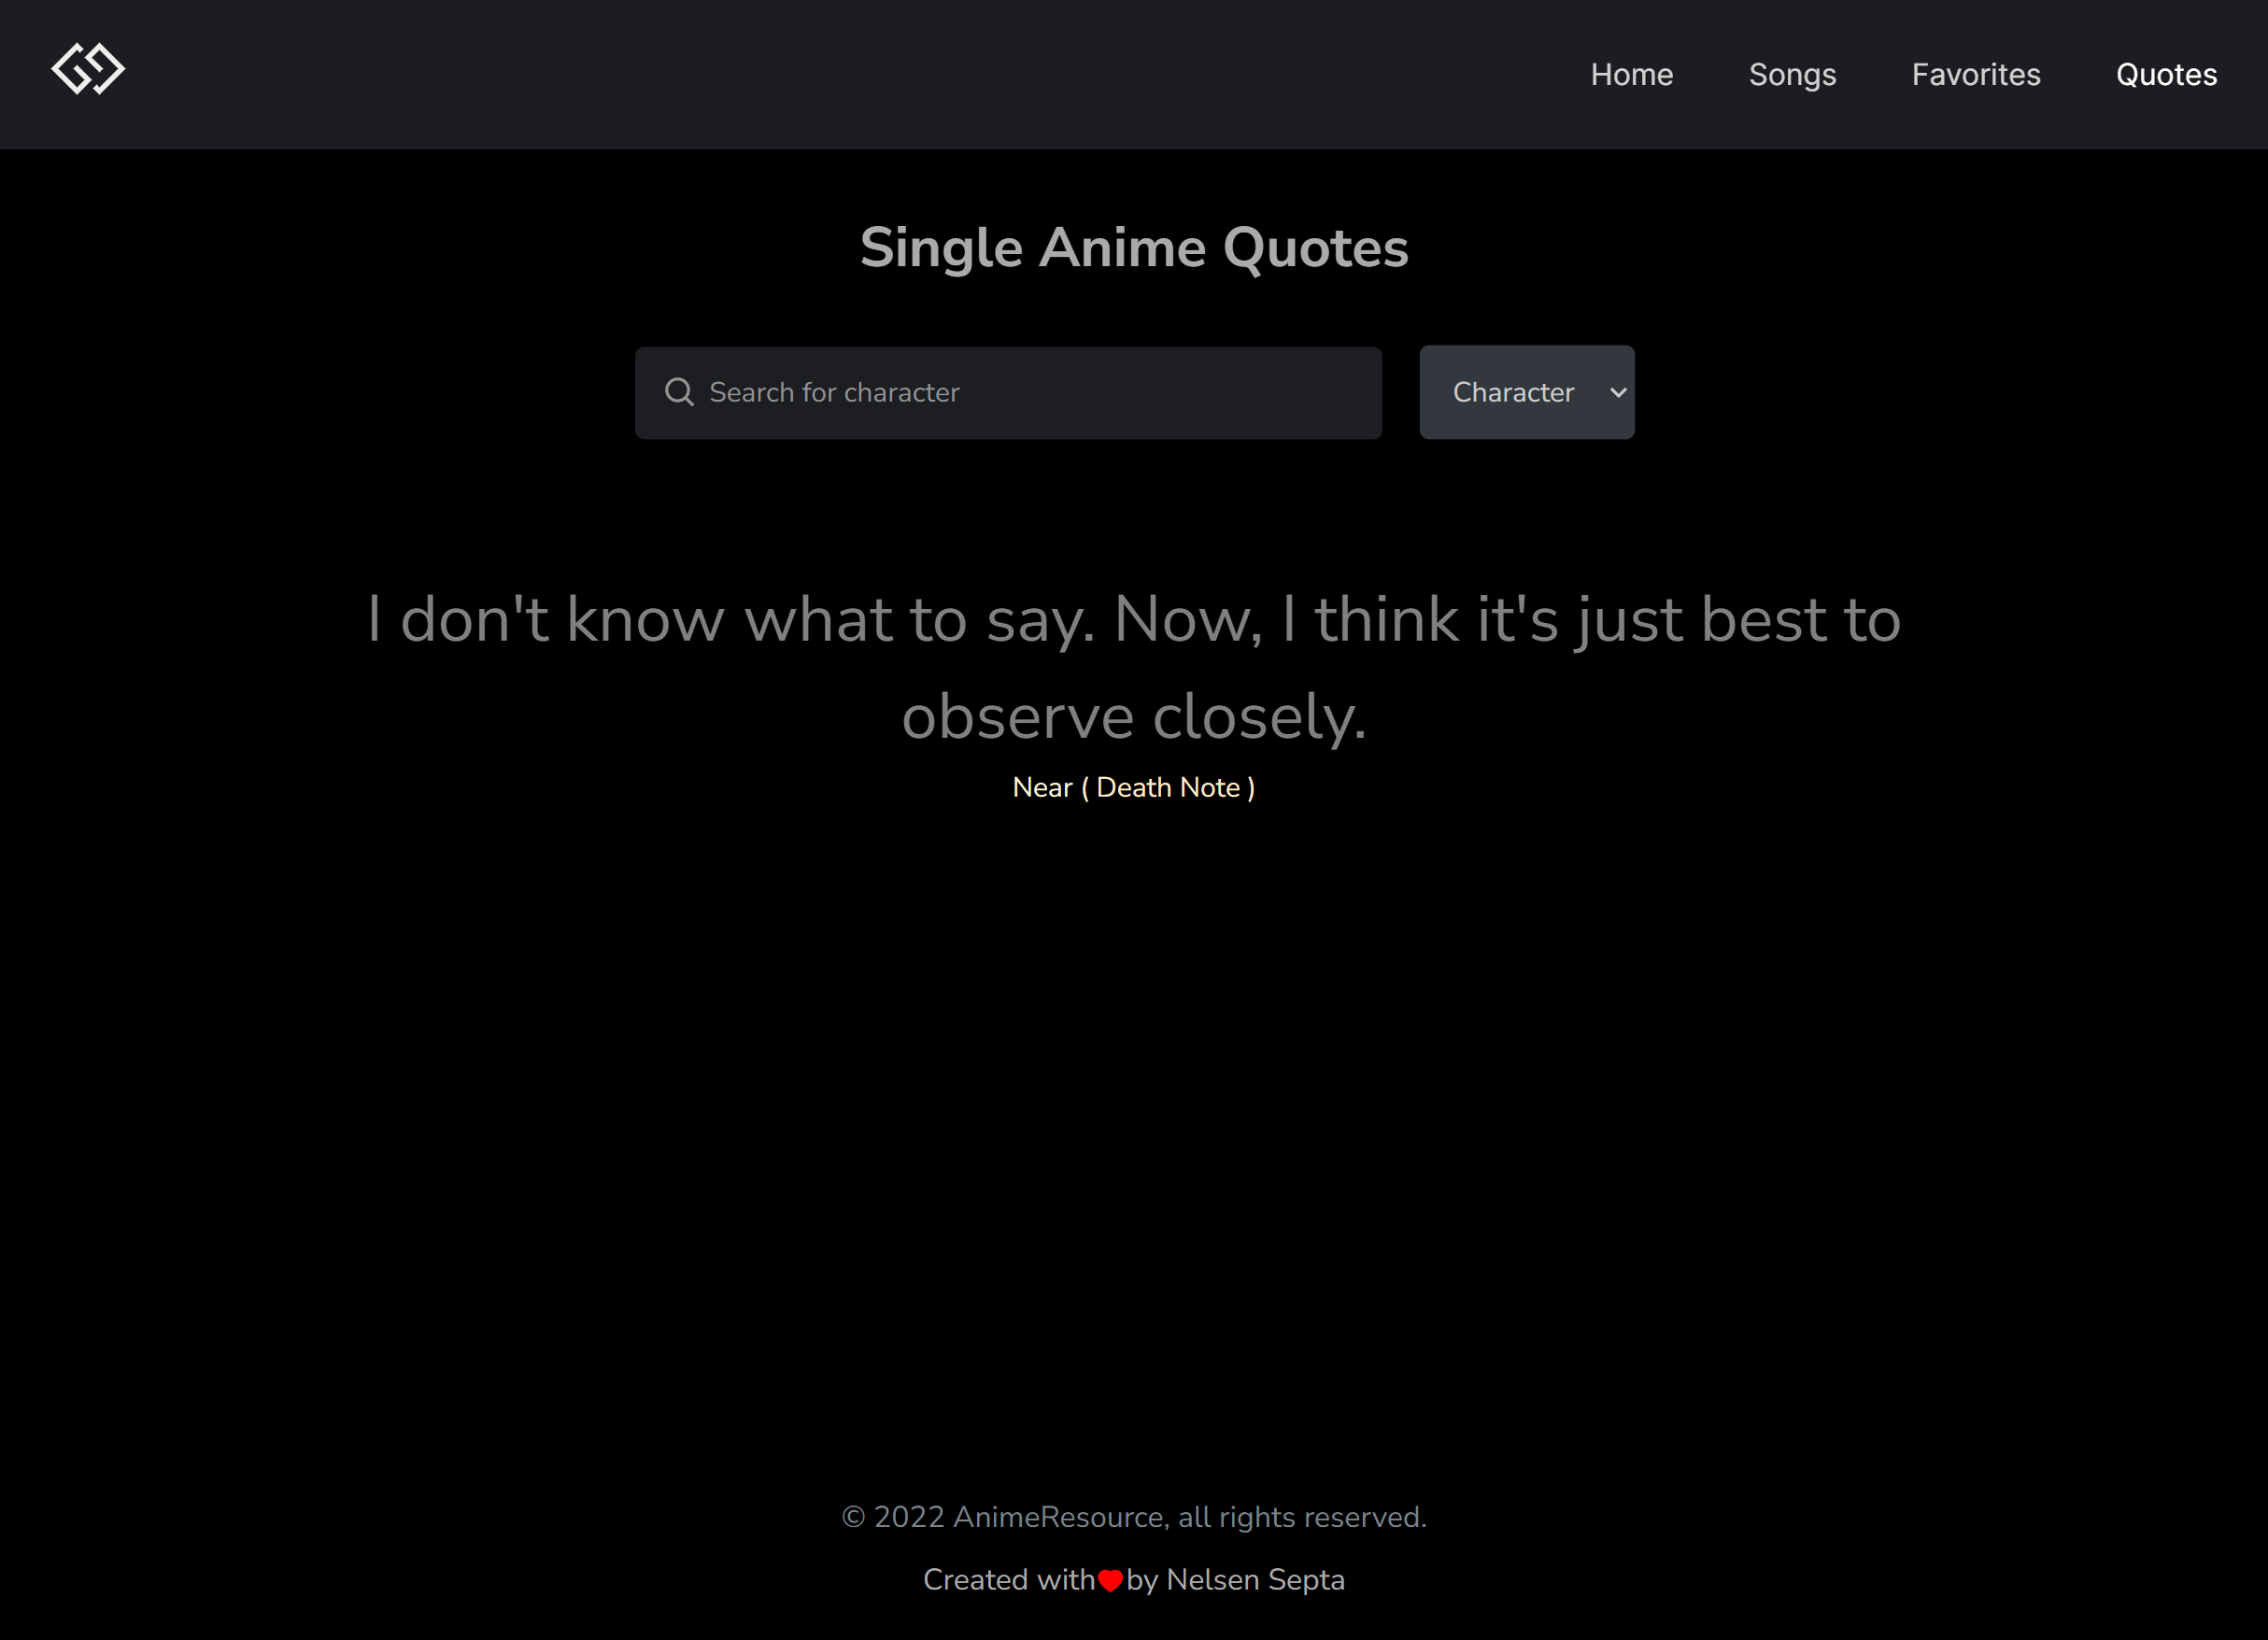 Home Songs Favorites Quotes
Single Anime Quotes
Search for character
Character
I don't know what to say. Now, I think it's just best to
observe closely.
Near ( Death Note )
© 2022 AnimeResource, all rights reserved.
Created with by Nelsen Septa